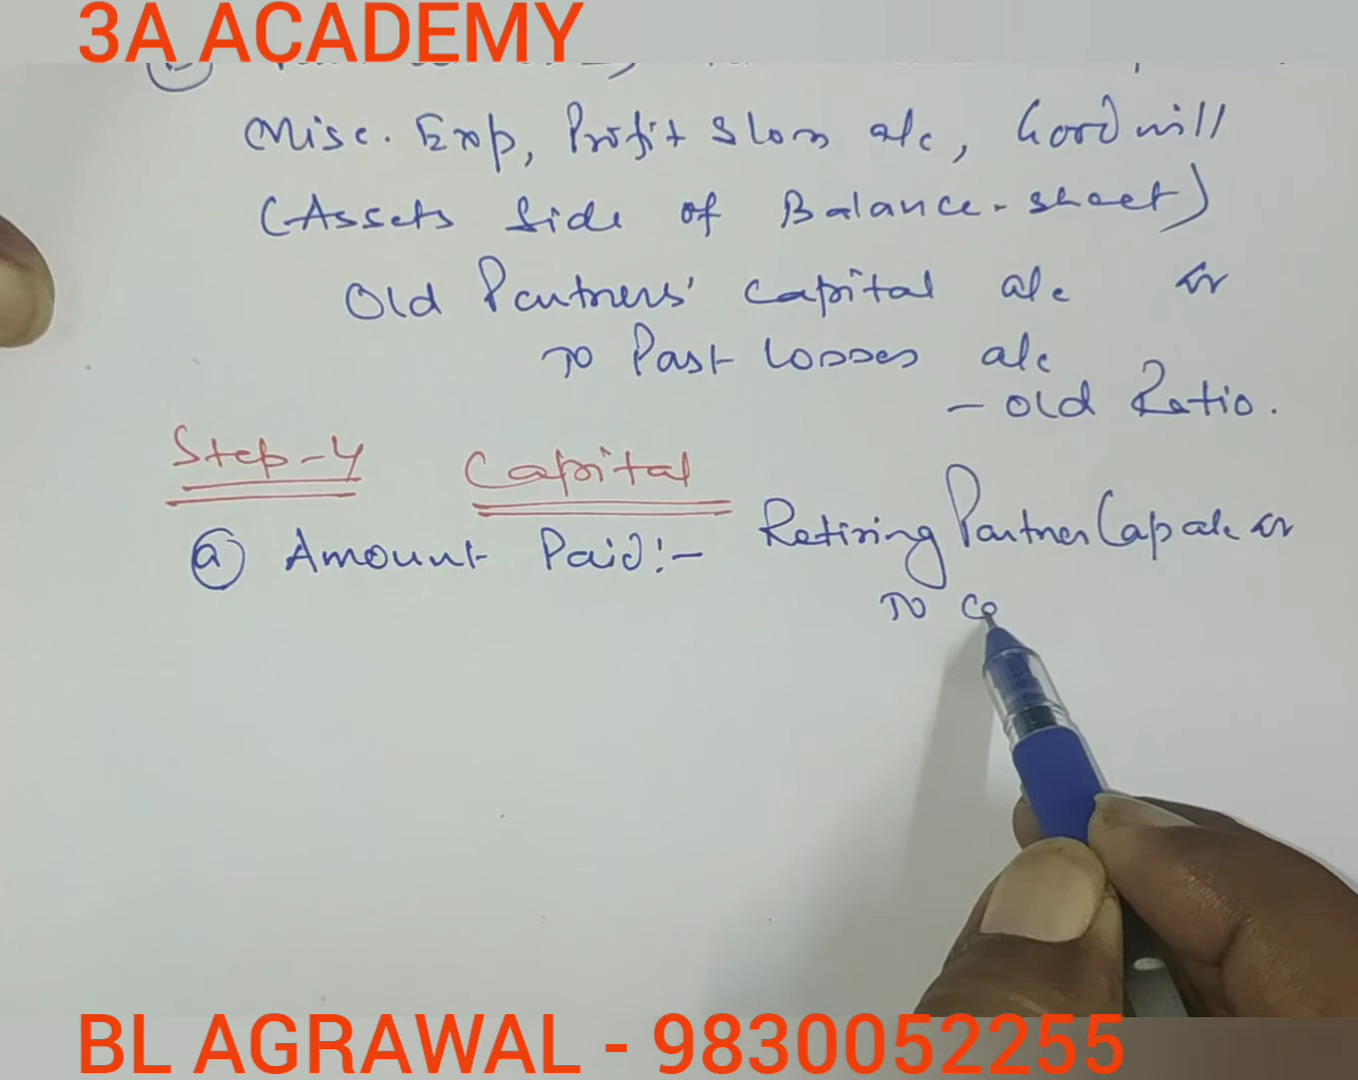 3A ACADEMY
Misc. Exp, Profit & Loss a/c, Goodwill
(Assets Side of Balance-sheet)
Old Partners' Capital a/c Dr
To Past Losses a/c
- Old Ratio.
Step-4 Capital
(a) Amount Paid:- Retiring Partner Cap a/c Dr
To Ca
BL AGRAWAL - 9830052255